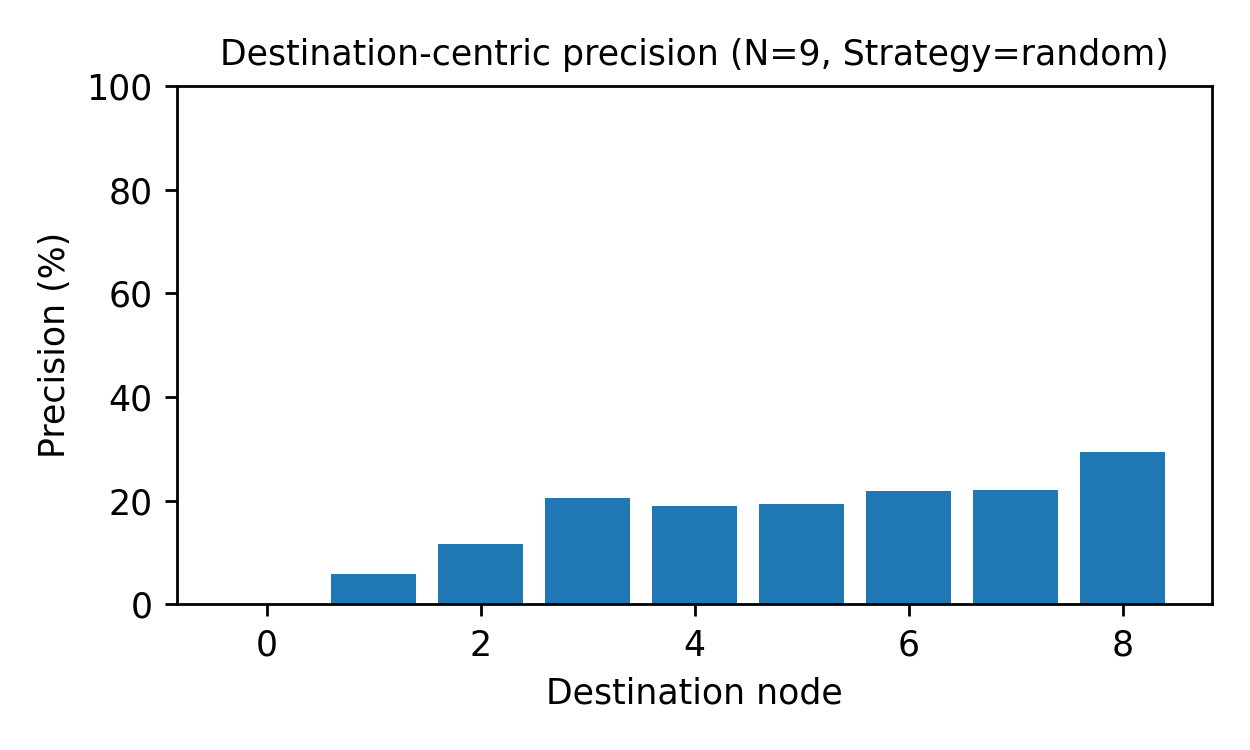 Destination-centric precision (N=9, Strategy=random)
100
80
60
40
20
0
Precision (%)
0 2 4 6 8
Destination node